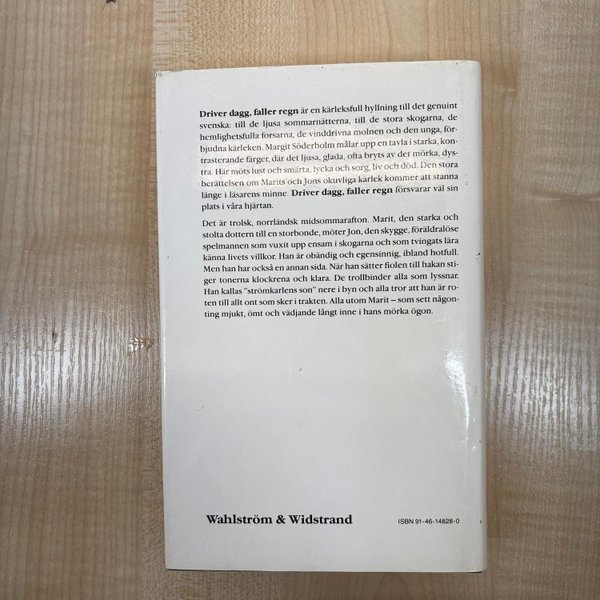 Driver dagg, faller regn är en kärleksfull hyllning till det genuint
svenska: till de ljusa sommarnätterna, till de stora skogarna, de
hemlighetsfulla forsarna, de vinddrivna molnen och den unga, för-
bjudna kärleken. Margit Söderholm målar upp en tavla i starka, kon-
trasterande färger, där det ljusa, glada, ofta bryts av det mörka, dys-
tra. Här möts lust och smärta, lycka och sorg, liv och död. Den stora
berättelsen om Marits och Jons okuvliga kärlek kommer att stanna
länge i läsarens minne. Driver dagg, faller regn försvarar väl sin
plats i våra hjärtan.
Det är trolsk, norrländsk midsommarafton. Marit, den starka och
stolta dottern till en storbonde, möter Jon, den skygge, föräldralöse
spelmannen som vuxit upp ensam i skogarna och som tvingats lära
känna livets villkor. Han är obändig och egensinnig, ibland hotfull.
Men han har också en annan sida. När han sätter fiolen till hakan sti-
ger tonerna klockrena och klara. De trollbinder alla som lyssnar.
Han kallas "strömkarlens son" nere i byn och alla tror att han är ro-
ten till allt ont som sker i trakten. Alla utom Marit – som sett någon-
ting mjukt, ömt och vädjande långt inne i hans mörka ögon.
Wahlström & Widstrand
ISBN 91-46-14828-0